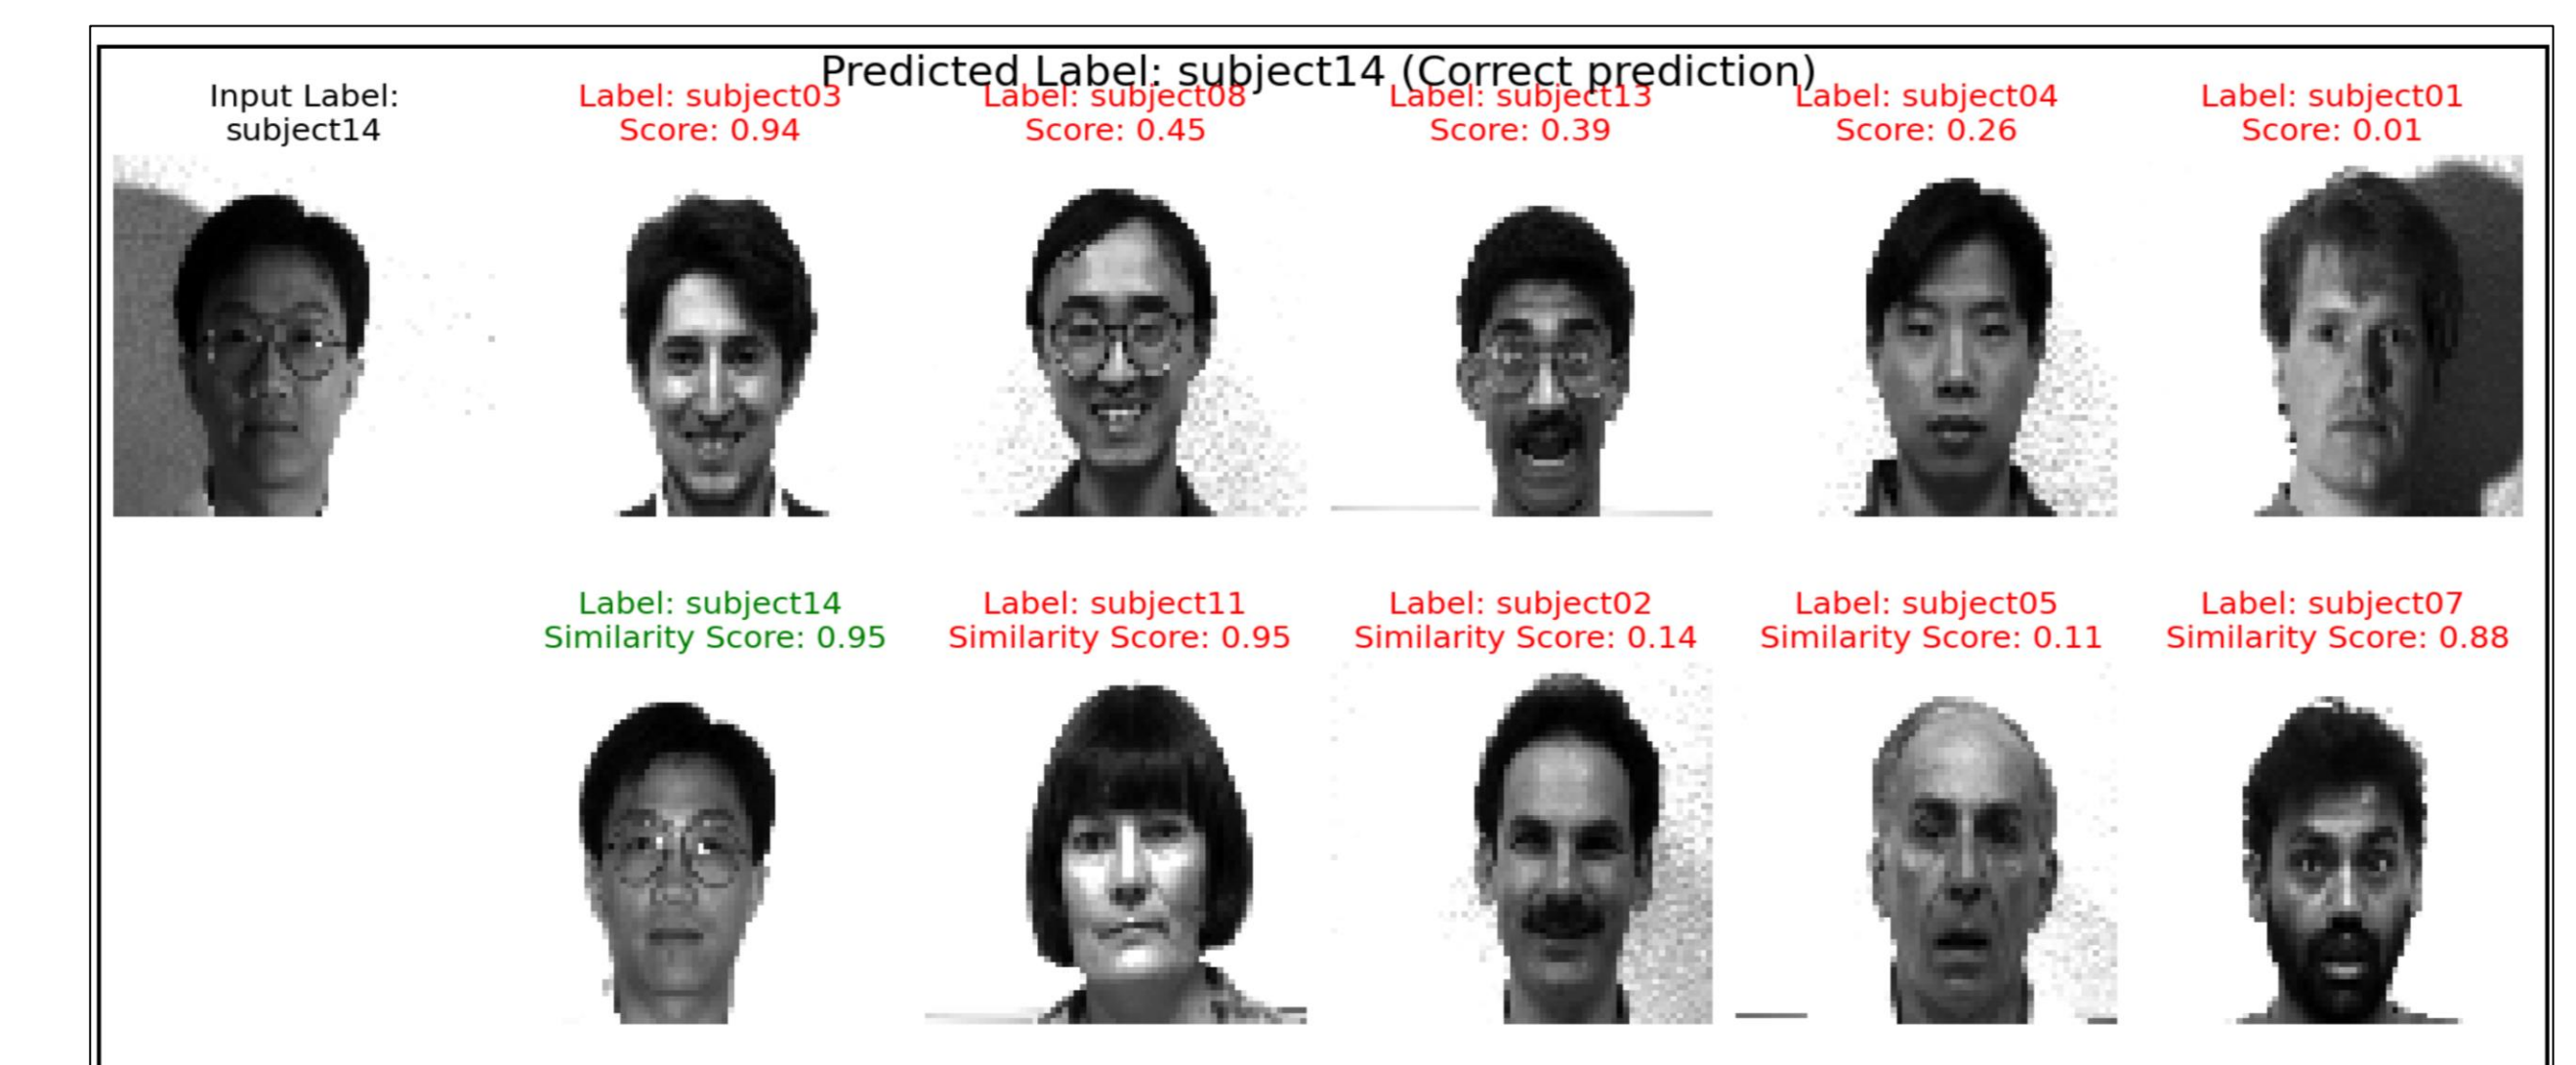 Predicted Label: subject14 (Correct prediction)
Input Label:
subject14
Label: subject03
Score: 0.94
Label: subject08
Score: 0.45
Label: subject13
Score: 0.39
Label: subject04
Score: 0.26
Label: subject01
Score: 0.01
Label: subject14
Similarity Score: 0.95
Label: subject11
Similarity Score: 0.95
Label: subject02
Similarity Score: 0.14
Label: subject05
Similarity Score: 0.11
Label: subject07
Similarity Score: 0.88